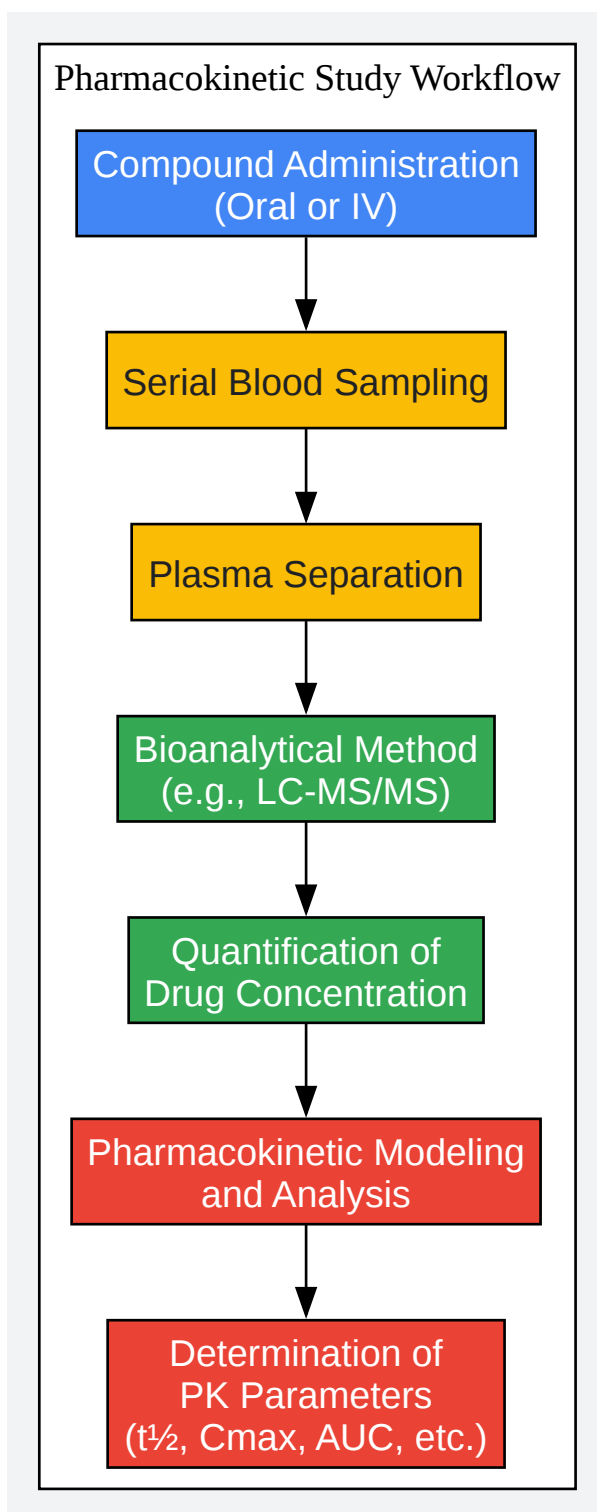 Pharmacokinetic Study Workflow
Compound Administration
(Oral or IV)
Serial Blood Sampling
Plasma Separation
Bioanalytical Method
(e.g., LC-MS/MS)
Quantification of
Drug Concentration
Pharmacokinetic Modeling
and Analysis
Determination of
PK Parameters
(t½, Cmax, AUC, etc.)